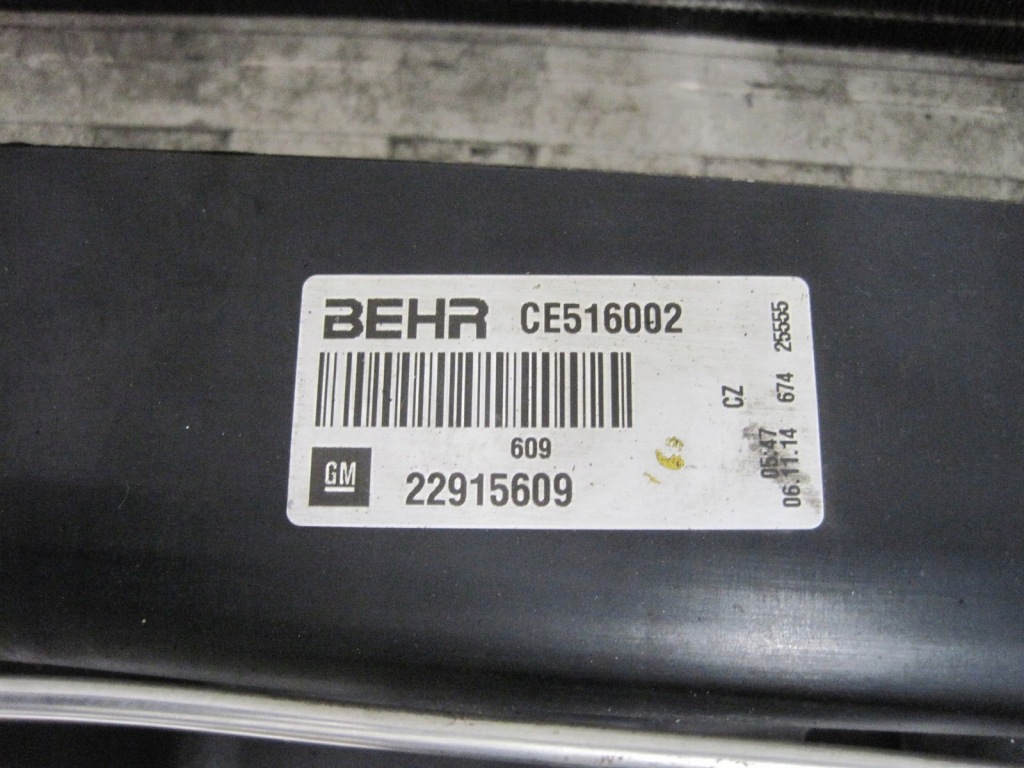 BEHR CE516002
609
GM 22915609
CZ
05:47
06.11.14 674 25555